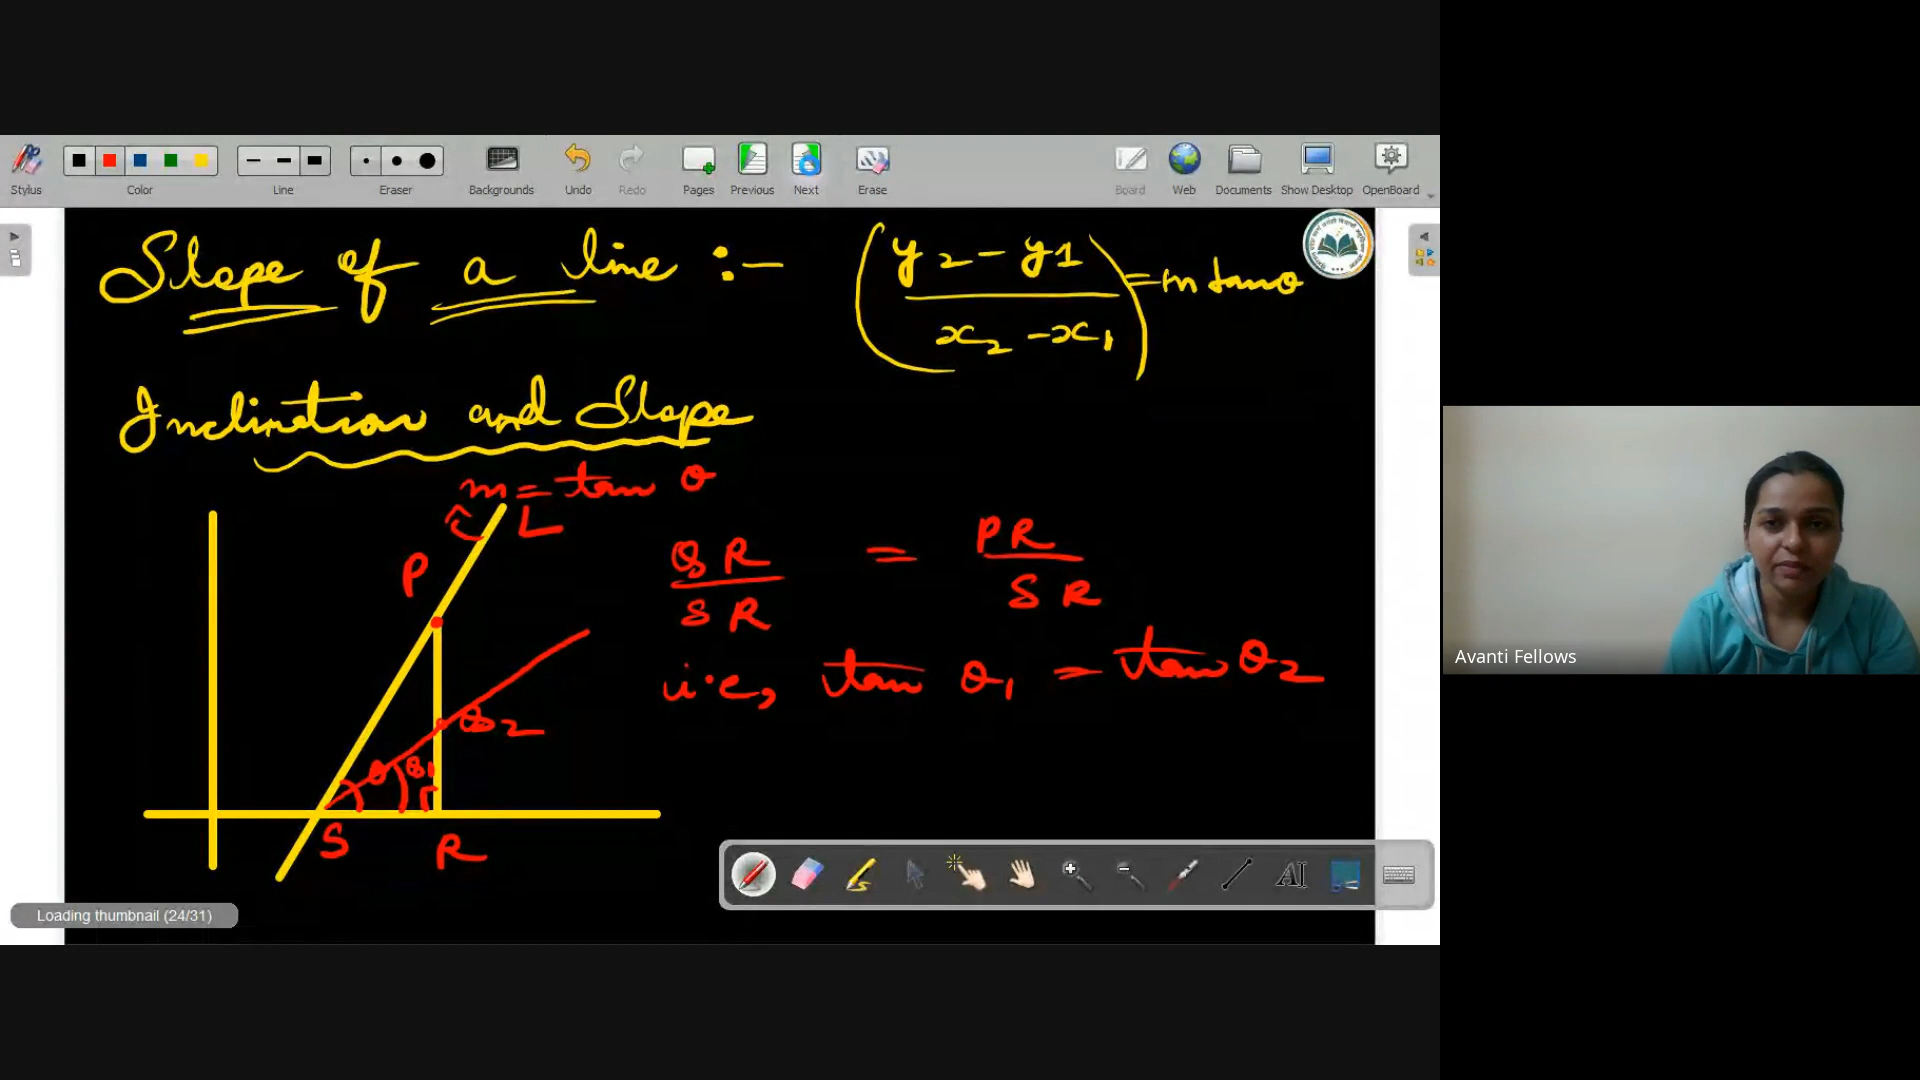 Stylus Color Line Eraser Backgrounds Undo Redo Pages Previous Next Erase Board Web Documents Show Desktop OpenBoard
Slope of a line :- (y2 - y1 / x2 - x1) = m tan θ
Inclination and Slope
m = tan θ
L
P
QR / SR = PR / SR
i.e, tan θ1 = tan θ2
θ2
θ θ1
S R
Avanti Fellows
Loading thumbnail (24/31)